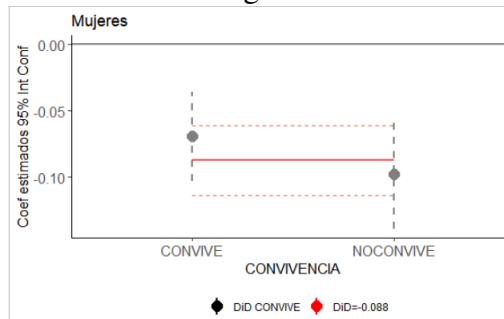 Mujeres
0.00
-0.05
-0.10
Coef estimados 95% Int Conf
CONVIVE NOCONVIVE
CONVIVENCIA
DiD CONVIVE DiD=-0.088